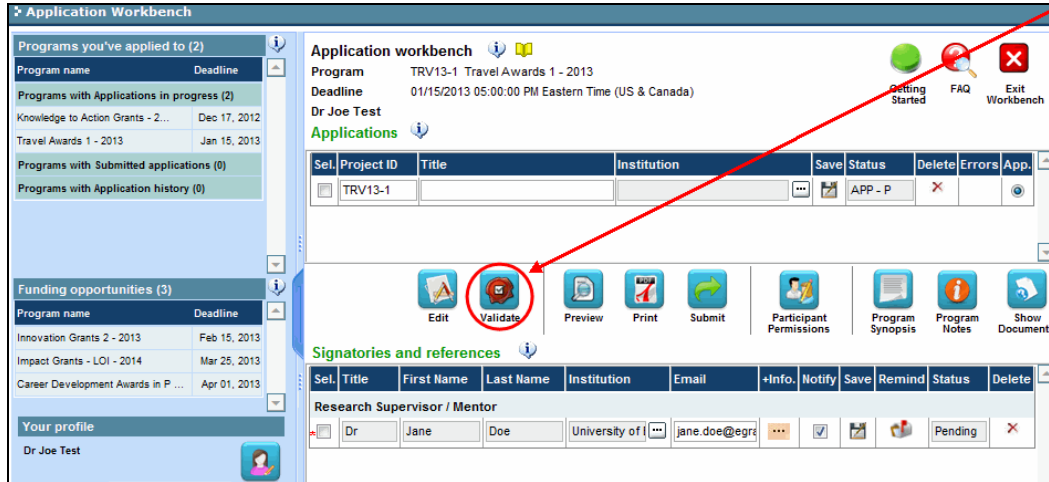 Application Workbench
Programs you've applied to (2)
Program name Deadline
Programs with Applications in progress (2)
Knowledge to Action Grants - 2... Dec 17, 2012
Travel Awards 1 - 2013 Jan 15, 2013
Programs with Submitted applications (0)
Programs with Application history (0)
Funding opportunities (3)
Program name Deadline
Innovation Grants 2 - 2013 Feb 15, 2013
Impact Grants - LOI - 2014 Mar 25, 2013
Career Development Awards in P ... Apr 01, 2013
Your profile
Dr Joe Test
Application workbench
Program TRV13-1 Travel Awards 1 - 2013
Deadline 01/15/2013 05:00:00 PM Eastern Time (US & Canada)
Dr Joe Test
Getting Started
FAQ
Exit Workbench
Applications
Sel. Project ID Title Institution Save Status Delete Errors App.
TRV13-1 ... APP - P
Edit
Validate
Preview
PDF
Print
Submit
Participant Permissions
Program Synopsis
Program Notes
Show Document
Signatories and references
Sel. Title First Name Last Name Institution Email +Info. Notify Save Remind Status Delete
Research Supervisor / Mentor
* Dr Jane Doe University of ... jane.doe@egra ... Pending